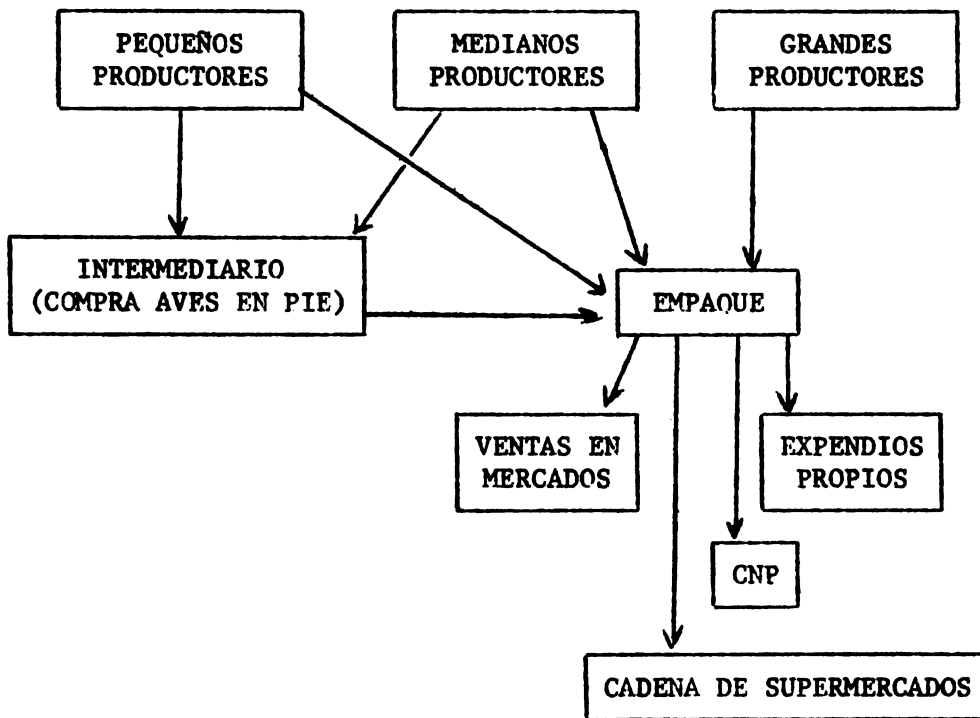 PEQUEÑOS
PRODUCTORES
MEDIANOS
PRODUCTORES
GRANDES
PRODUCTORES
INTERMEDIARIO
(COMPRA AVES EN PIE)
EMPAQUE
VENTAS EN
MERCADOS
EXPENDIOS
PROPIOS
CNP
CADENA DE SUPERMERCADOS